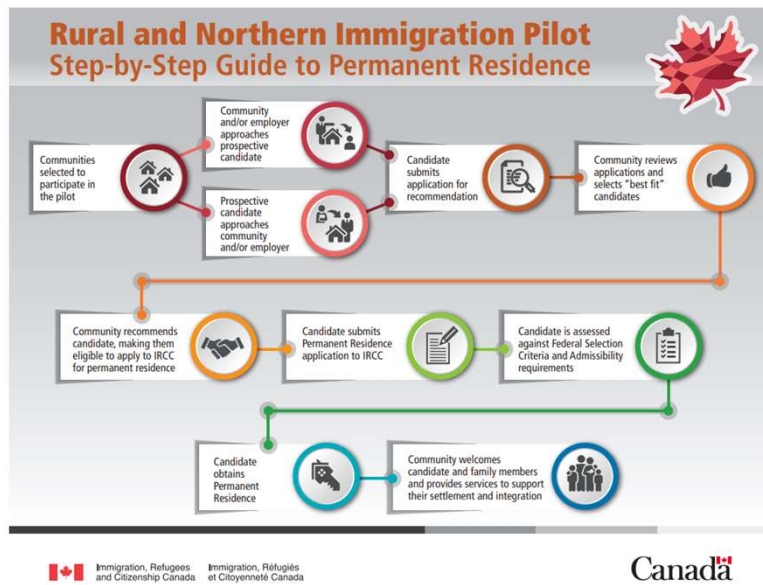 Rural and Northern Immigration Pilot
Step-by-Step Guide to Permanent Residence
Communities
selected to
participate in
the pilot
Community
and/or employer
approaches
prospective
candidate
Prospective
candidate
approaches
community
and/or employer
Candidate
submits
application for
recommendation
Community reviews
applications and
selects "best fit"
candidates
Community recommends
candidate, making them
eligible to apply to IRCC
for permanent residence
Candidate submits
Permanent Residence
application to IRCC
Candidate is assessed
against Federal Selection
Criteria and Admissibility
requirements
Candidate
obtains
Permanent
Residence
Community welcomes
candidate and family members
and provides services to support
their settlement and integration
Immigration, Refugees
and Citizenship Canada
Immigration, Réfugiés
et Citoyenneté Canada
Canada